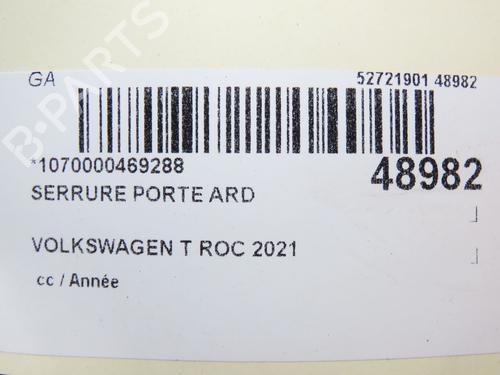 GA 52721901 48982
*1070000469288 48982
SERRURE PORTE ARD
VOLKSWAGEN T ROC 2021
cc / Année
B-PARTS